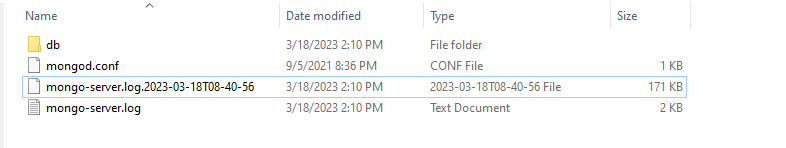 Name Date modified Type Size
db 3/18/2023 2:10 PM File folder
mongod.conf 9/5/2021 8:36 PM CONF File 1 KB
mongo-server.log.2023-03-18T08-40-56 3/18/2023 2:10 PM 2023-03-18T08-40-56 File 171 KB
mongo-server.log 3/18/2023 2:10 PM Text Document 2 KB